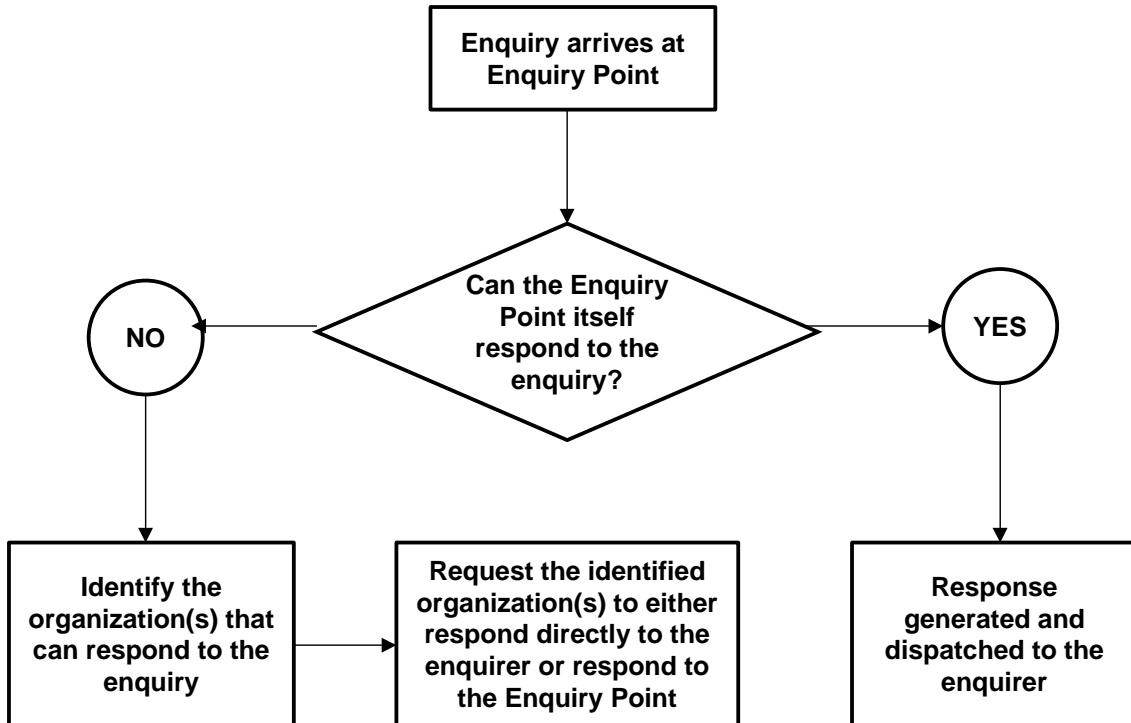 Enquiry arrives at
Enquiry Point
Can the Enquiry
Point itself
respond to the
enquiry?
NO
YES
Identify the
organization(s) that
can respond to the
enquiry
Request the identified
organization(s) to either
respond directly to the
enquirer or respond to
the Enquiry Point
Response
generated and
dispatched to the
enquirer